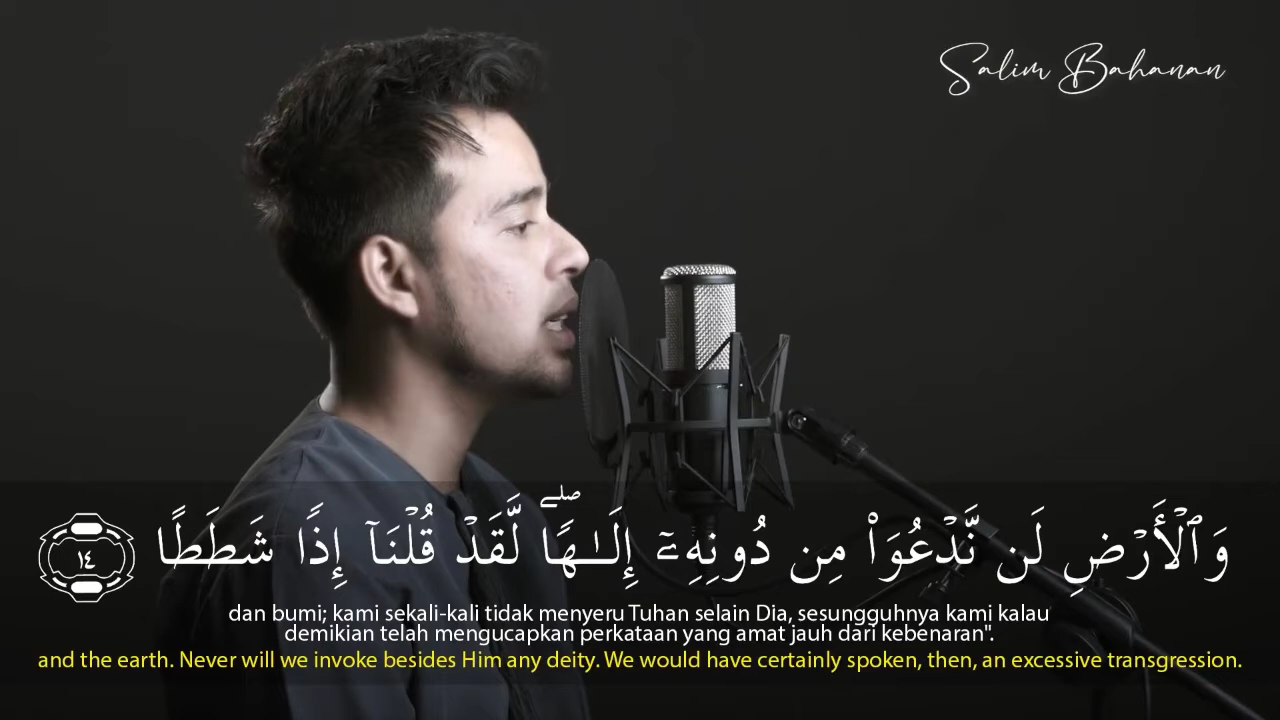 Salim Bahanan
وَٱلْأَرْضِ لَن نَّدْعُوَا۟ مِن دُونِهِۦٓ إِلَـٰهًا ۖ لَّقَدْ قُلْنَآ إِذًا شَطَطًا ١٤
dan bumi; kami sekali-kali tidak menyeru Tuhan selain Dia, sesungguhnya kami kalau
demikian telah mengucapkan perkataan yang amat jauh dari kebenaran".
and the earth. Never will we invoke besides Him any deity. We would have certainly spoken, then, an excessive transgression.